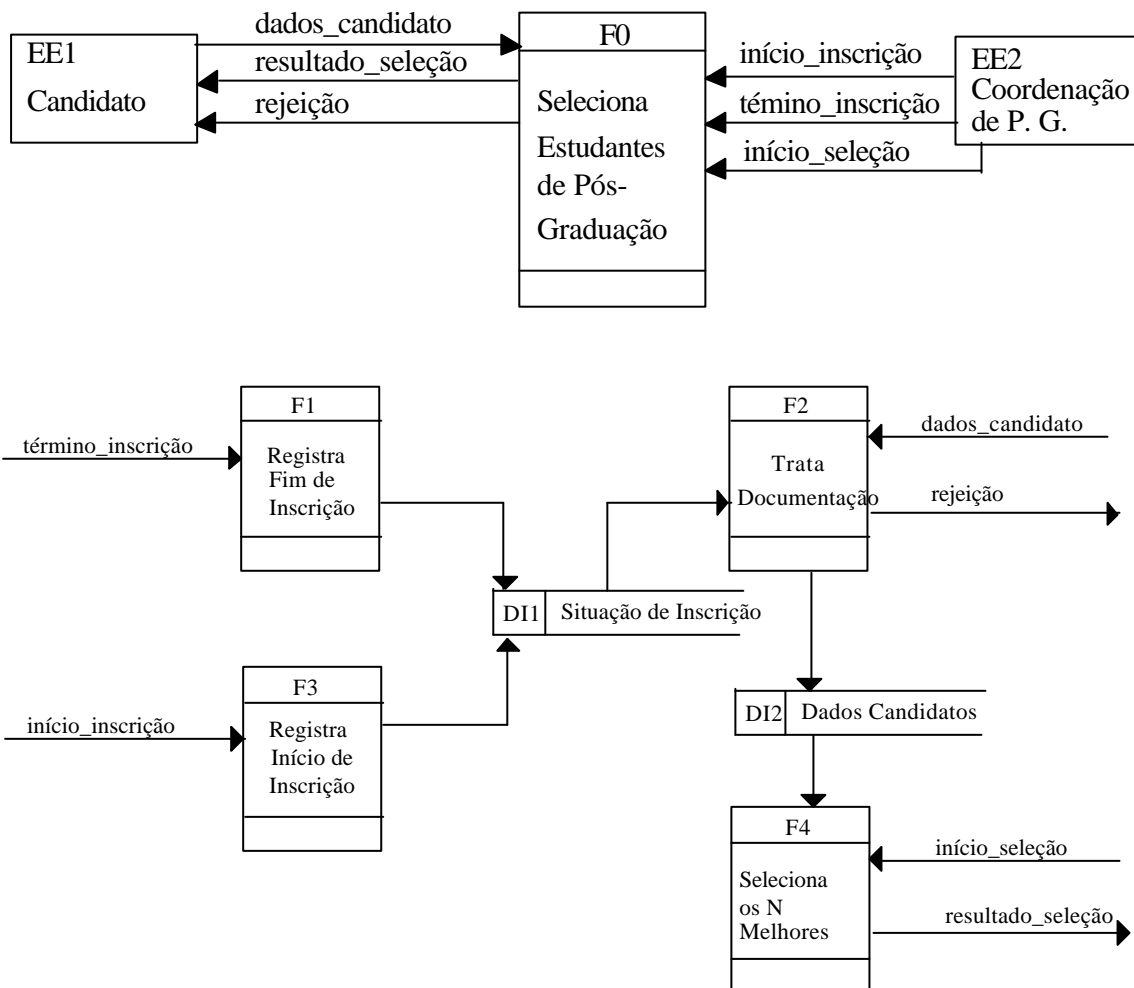 EE1
Candidato
dados_candidato
resultado_seleção
rejeição
F0
Seleciona
Estudantes
de Pós-
Graduação
início_inscrição
témino_inscrição
início_seleção
EE2
Coordenação
de P. G.
término_inscrição
F1
Registra
Fim de
Inscrição
F2
Trata
Documentação
dados_candidato
rejeição
DI1
Situação de Inscrição
início_inscrição
F3
Registra
Início de
Inscrição
DI2
Dados Candidatos
F4
Seleciona
os N
Melhores
início_seleção
resultado_seleção